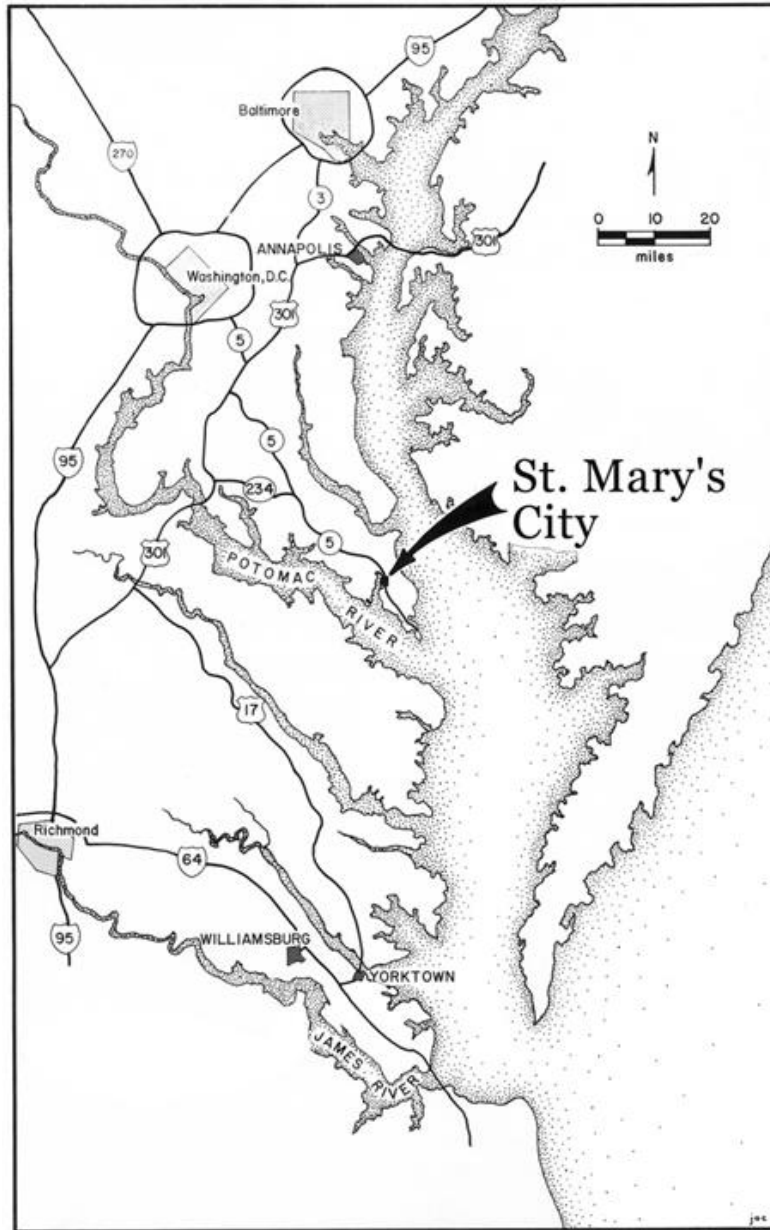 95
Baltimore
270
3
N
0 10 20
miles
ANNAPOLIS
301
Washington, D.C.
301
5
5
95
234
St. Mary's
City
5
301
POTOMAC
RIVER
17
Richmond
64
95
WILLIAMSBURG
YORKTOWN
JAMES
RIVER